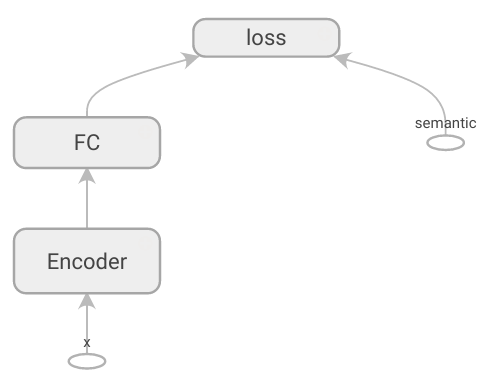 loss
semantic
FC
Encoder
x